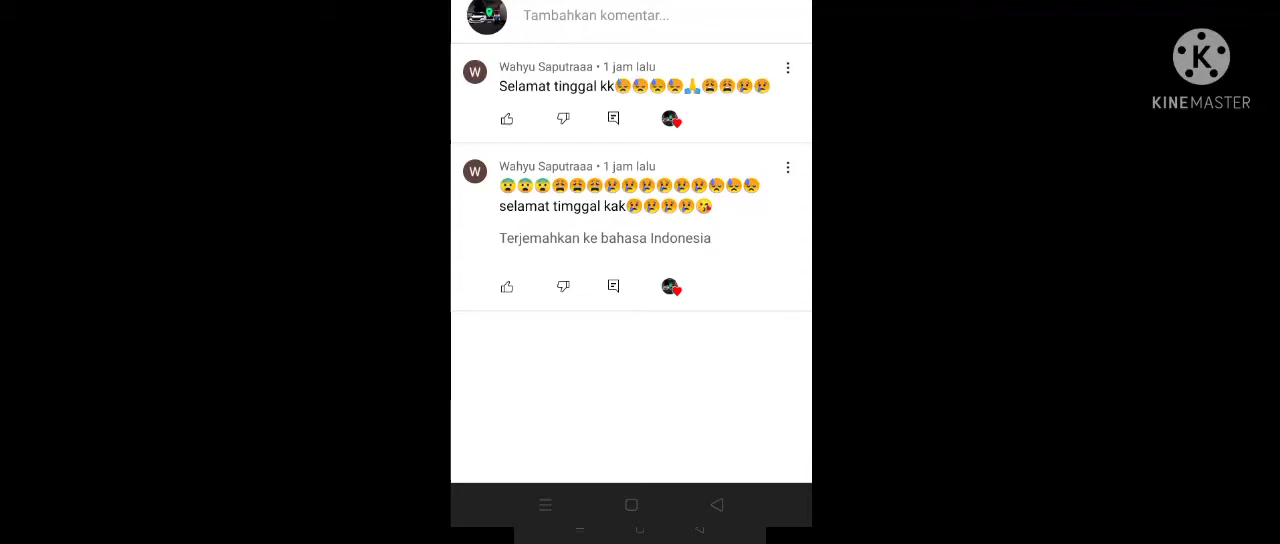 Tambahkan komentar...
KINEMASTER
W
Wahyu Saputraaa • 1 jam lalu
Selamat tinggal kk😓😓😓😓🙏😩😩😢😢
W
Wahyu Saputraaa • 1 jam lalu
😨😨😨😩😩😩😢😢😢😢😢😢😓😓😓
selamat timggal kak😢😢😢😢😘
Terjemahkan ke bahasa Indonesia